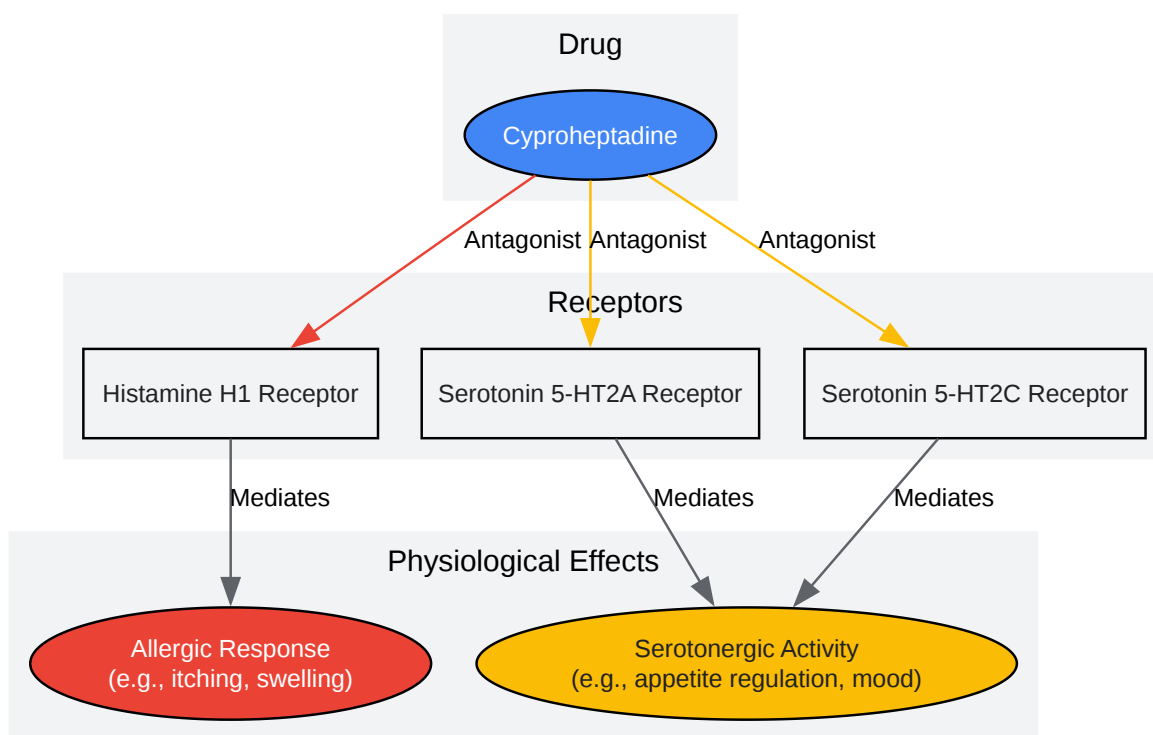 Drug
Cyproheptadine
Antagonist
Antagonist
Antagonist
Receptors
Histamine H1 Receptor
Serotonin 5-HT2A Receptor
Serotonin 5-HT2C Receptor
Mediates
Mediates
Mediates
Physiological Effects
Allergic Response
(e.g., itching, swelling)
Serotonergic Activity
(e.g., appetite regulation, mood)